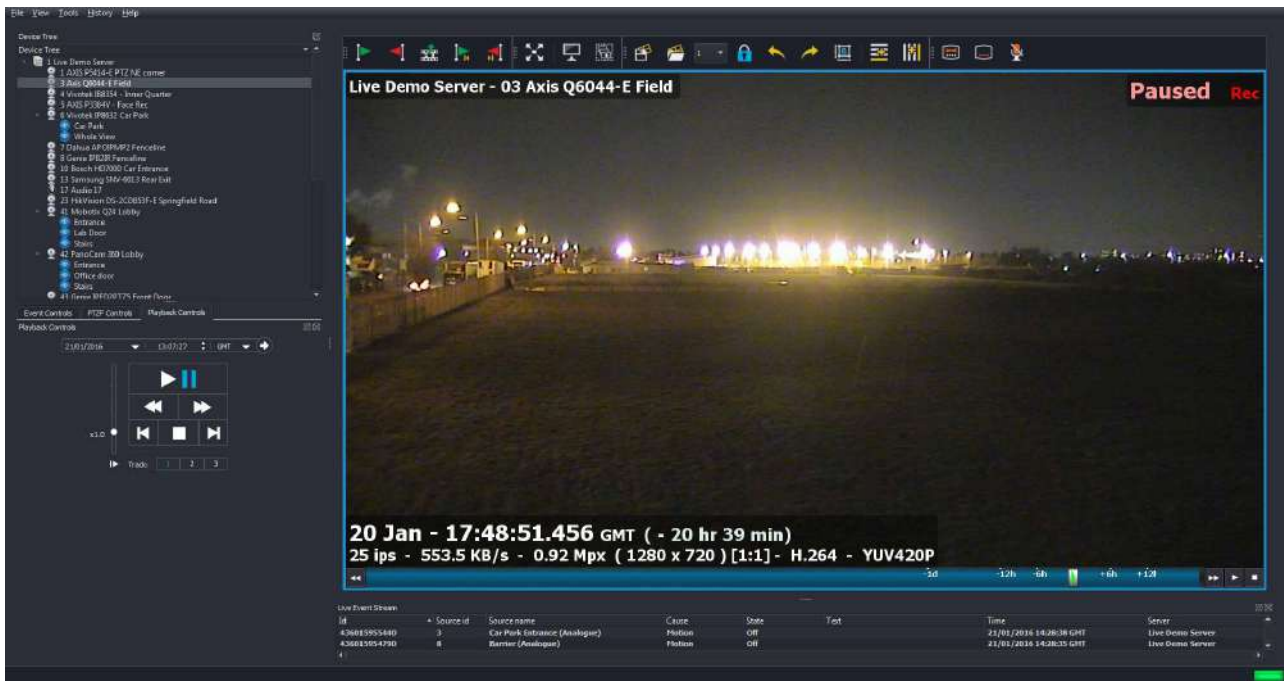 File View Tools History Help
Device Tree
Device Tree
1 Live Demo Server
1 AXIS P5414-E PTZ NE corner
3 Axis Q6044-E Field
4 Vivotek IB8354 - Inner Quarter
5 AXIS P3384V - Face Rec
6 Vivotek IP8632 Car Park
Car Park
Whole View
7 Dahua APOIPMP2 Fenceline
8 Genie IPB2IR Fenceline
10 Bosch HD7000 Car Entrance
13 Samsung SNV-6013 Rear Exit
17 Audio 17
23 HikVision DS-2CD853F-E Springfield Road
41 Mobotix Q24 Lobby
Entrance
Lab Door
Stairs
42 PanoCam 360 Lobby
Entrance
Office door
Stairs
Event Controls PTZF Controls Playback Controls
Playback Controls
21/01/2016 13:07:27 GMT
x1.0
Trado 1 2 3
1
Live Demo Server - 03 Axis Q6044-E Field
Paused Rec
20 Jan - 17:48:51.456 GMT ( - 20 hr 39 min)
25 ips - 553.5 KB/s - 0.92 Mpx ( 1280 x 720 ) [1:1] - H.264 - YUV420P
-1d -12h -6h +6h +12h
Live Event Stream
Id Source id Source name Cause State Text Time Server
436015955440 3 Car Park Entrance (Analogue) Motion Off 21/01/2016 14:28:38 GMT Live Demo Server
436015954790 8 Barrier (Analogue) Motion Off 21/01/2016 14:28:35 GMT Live Demo Server